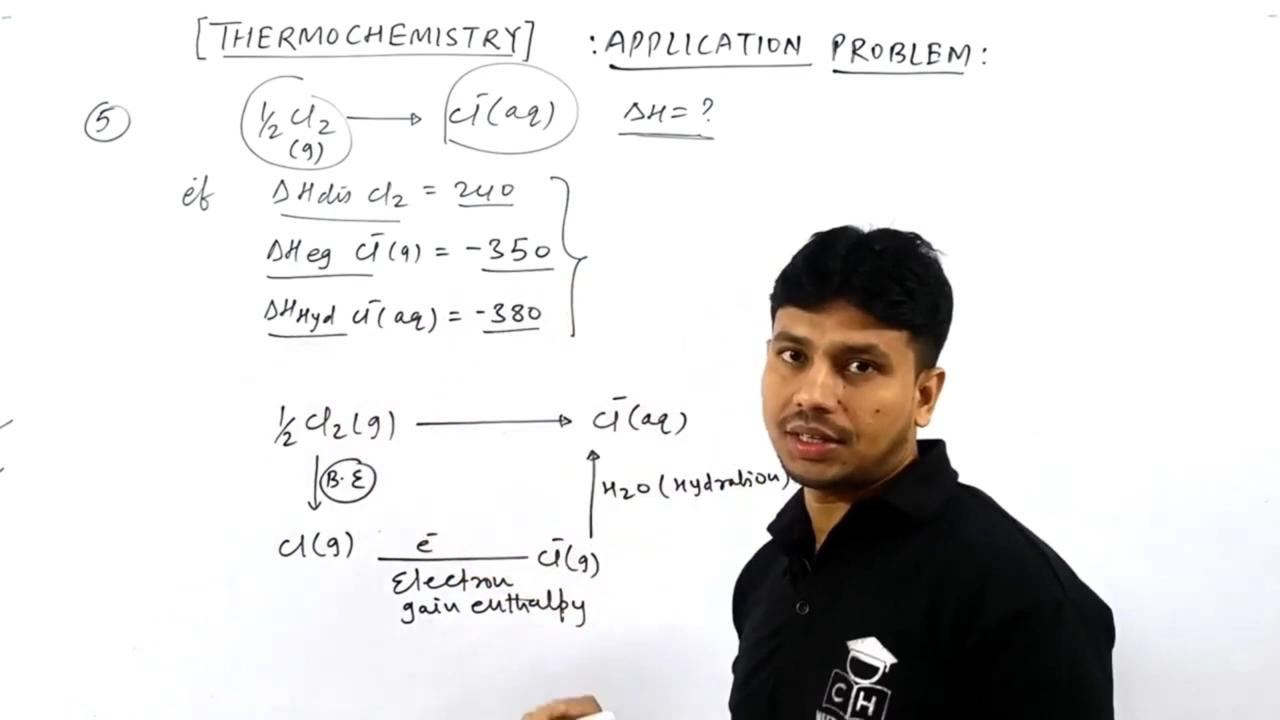 [THERMOCHEMISTRY] : APPLICATION PROBLEM :
⑤ ½ Cl2 (g) ⟶ Cl⁻(aq) ΔH = ?
if ΔHdis Cl2 = 240
ΔHeg Cl⁻(g) = -350
ΔHHyd Cl⁻(aq) = -380
½ Cl2(g) ⟶ Cl⁻(aq)
B.E
H2O (Hydration)
Cl(g) e⁻ Cl⁻(g)
Electron
gain enthalpy
C H